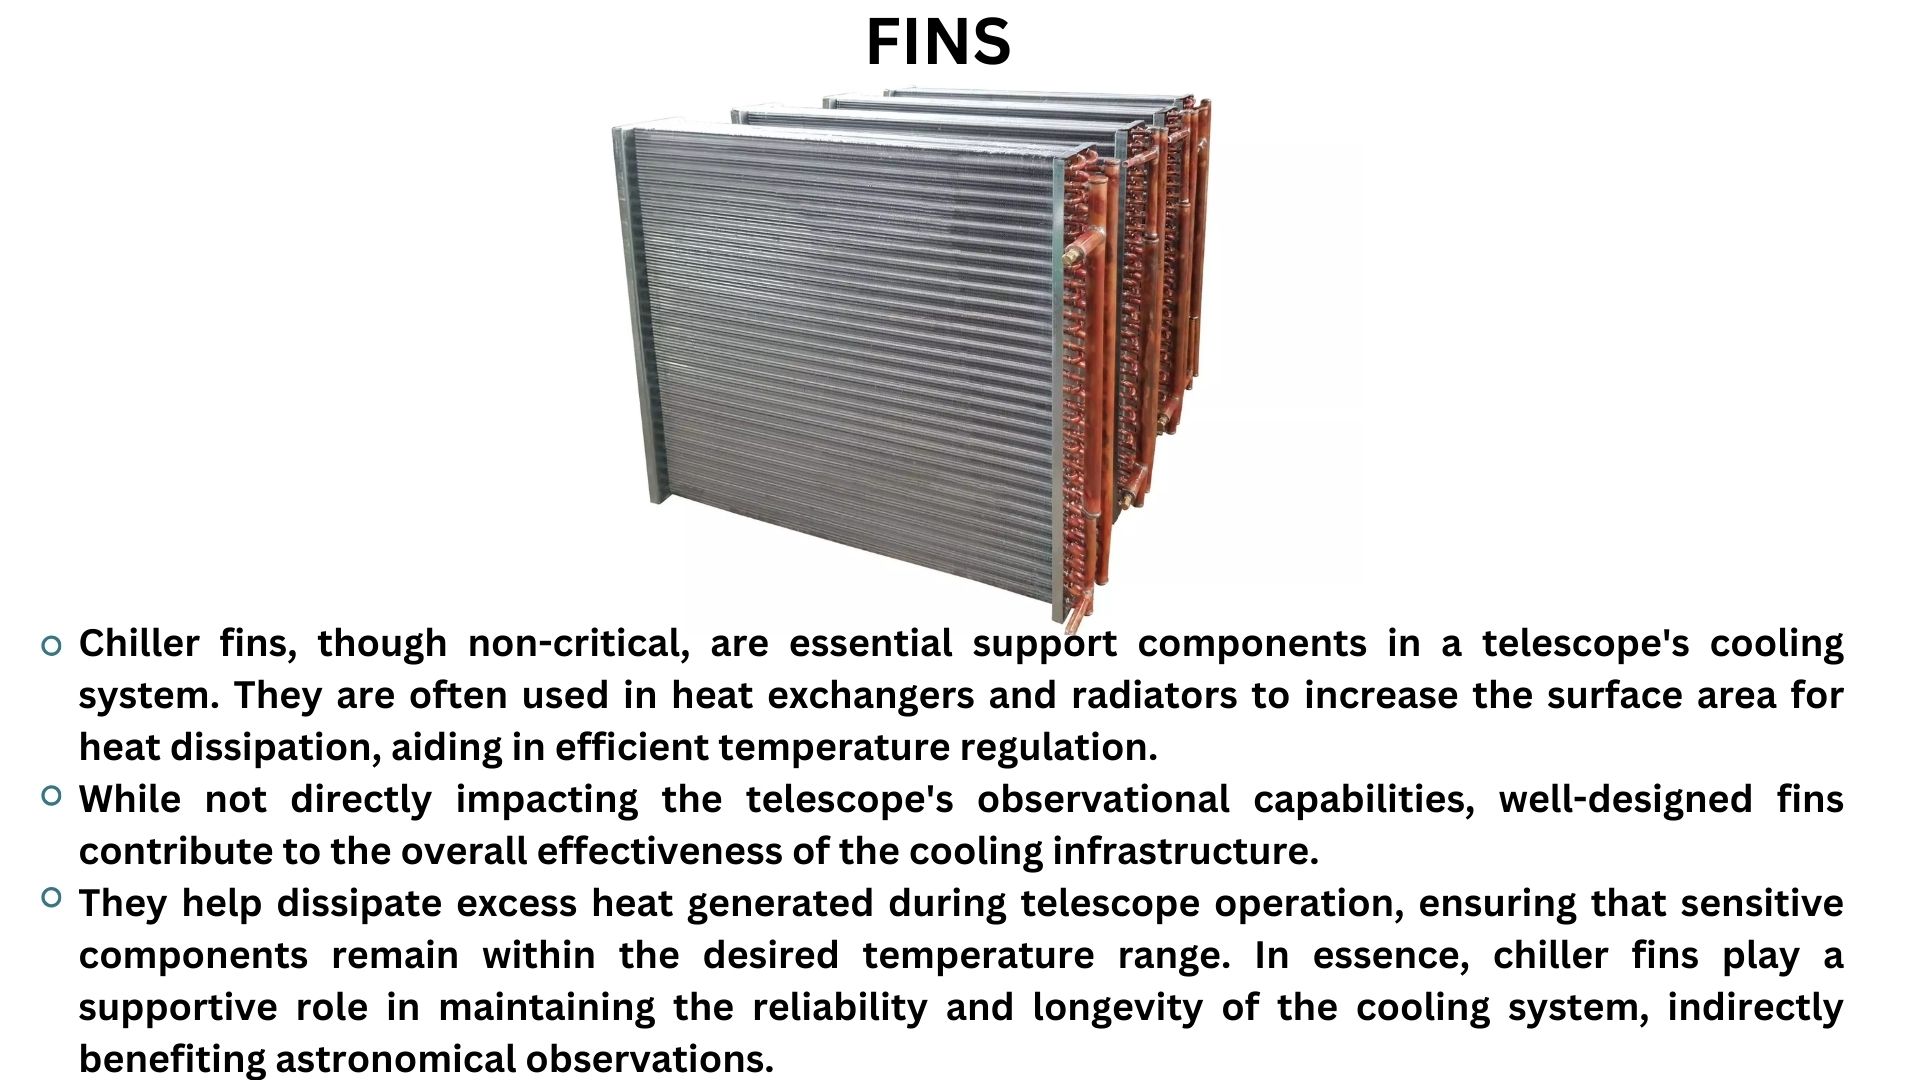 FINS
Chiller fins, though non-critical, are essential support components in a telescope's cooling
system. They are often used in heat exchangers and radiators to increase the surface area for
heat dissipation, aiding in efficient temperature regulation.
While not directly impacting the telescope's observational capabilities, well-designed fins
contribute to the overall effectiveness of the cooling infrastructure.
They help dissipate excess heat generated during telescope operation, ensuring that sensitive
components remain within the desired temperature range. In essence, chiller fins play a
supportive role in maintaining the reliability and longevity of the cooling system, indirectly
benefiting astronomical observations.